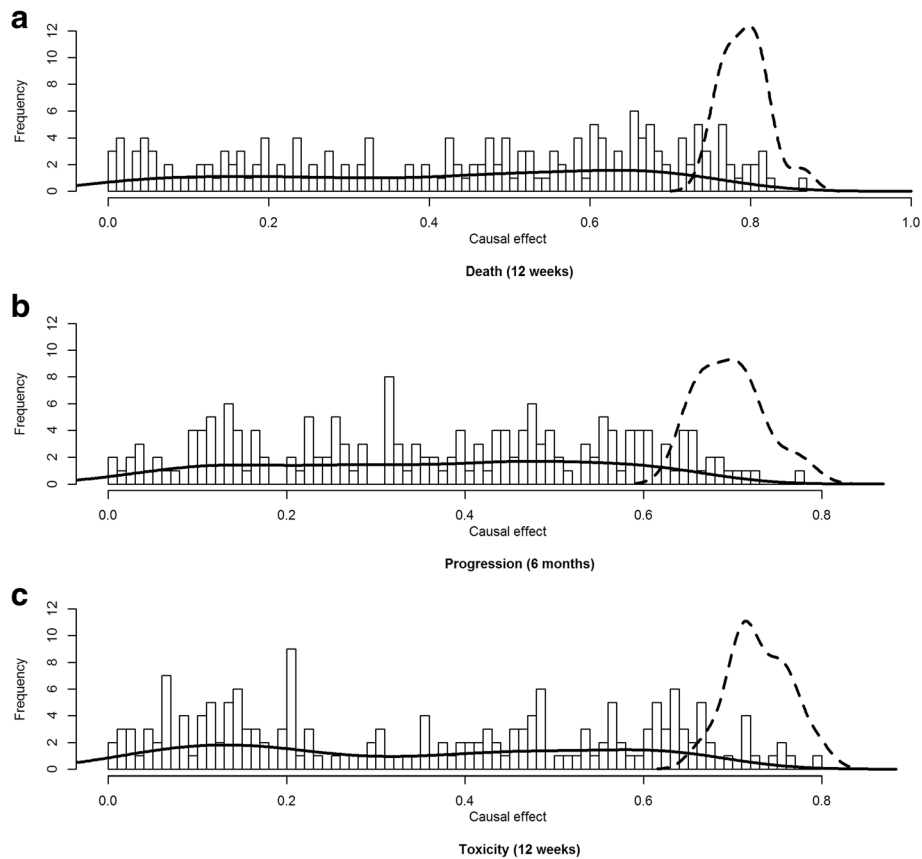 a
Frequency
0 2 4 6 8 10 12
0.0 0.2 0.4 0.6 0.8 1.0
Causal effect
Death (12 weeks)
b
Frequency
0 2 4 6 8 10 12
0.0 0.2 0.4 0.6 0.8
Causal effect
Progression (6 months)
c
Frequency
0 2 4 6 8 10 12
0.0 0.2 0.4 0.6 0.8
Causal effect
Toxicity (12 weeks)